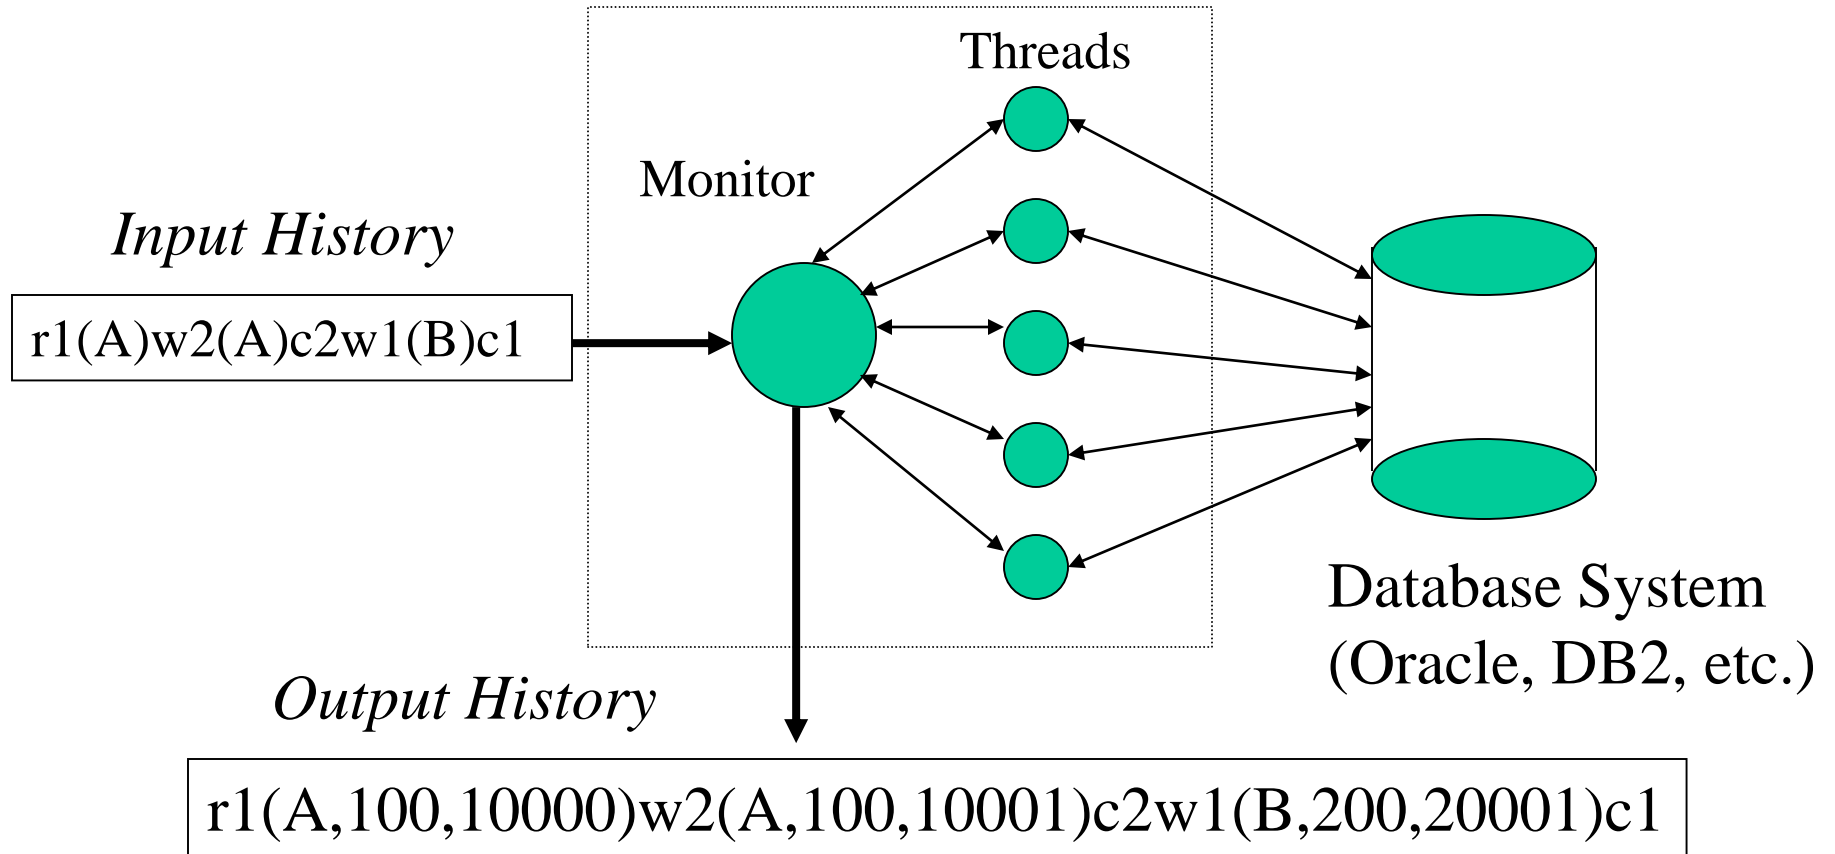 Threads
Monitor
Input History
r1(A)w2(A)c2w1(B)c1
Database System
(Oracle, DB2, etc.)
Output History
r1(A,100,10000)w2(A,100,10001)c2w1(B,200,20001)c1